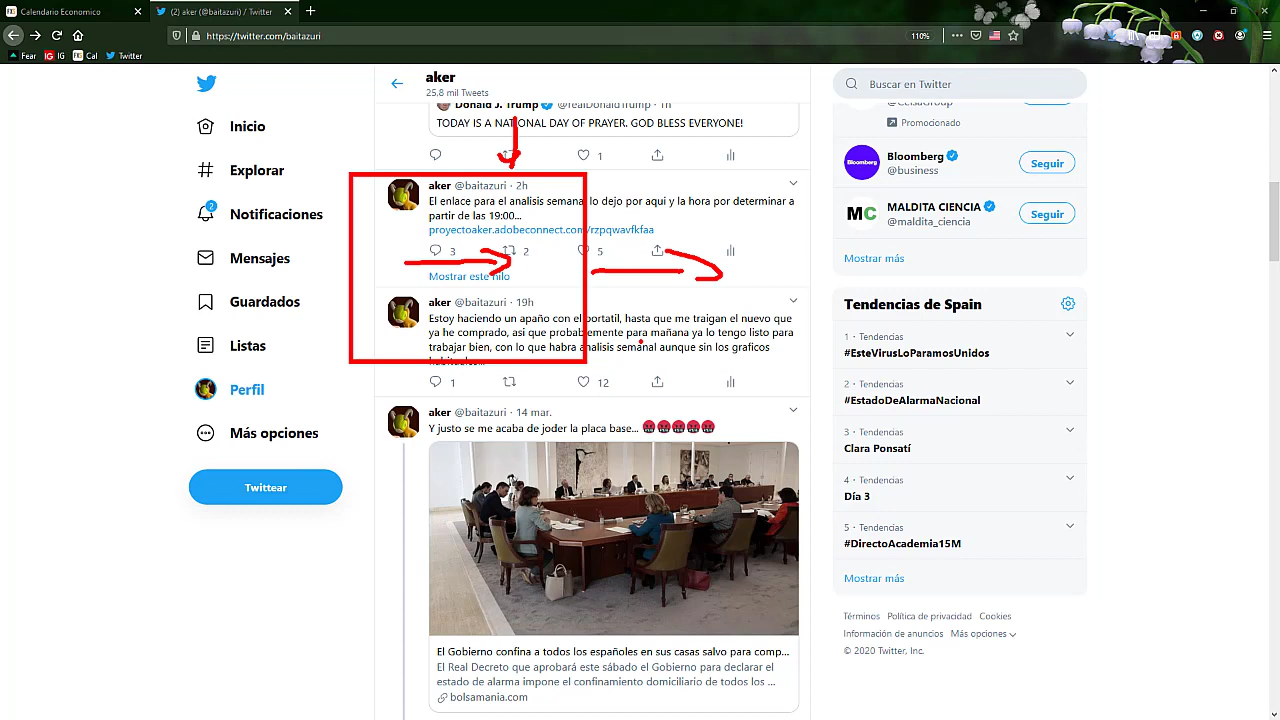 Calendario Economico
(2) aker (@baitazuri) / Twitter
https://twitter.com/baitazuri
110%
Fear
IG
Cal
Twitter
Inicio
Explorar
2
Notificaciones
Mensajes
Guardados
Listas
Perfil
Más opciones
Twittear
aker
25.8 mil Tweets
Donald J. Trump @realDonaldTrump · 1h
TODAY IS A NATIONAL DAY OF PRAYER. GOD BLESS EVERYONE!
1
aker @baitazuri · 2h
El enlace para el analisis semanal lo dejo por aqui y la hora por determinar a
partir de las 19:00...
proyectoaker.adobeconnect.com/rzpqwavfkfaa
3 2 5
Mostrar este hilo
aker @baitazuri · 19h
Estoy haciendo un apaño con el portatil, hasta que me traigan el nuevo que
ya he comprado, asi que probablemente para mañana ya lo tengo listo para
trabajar bien, con lo que habra analisis semanal aunque sin los graficos
habituales...
1 12
aker @baitazuri · 14 mar.
Y justo se me acaba de joder la placa base...
El Gobierno confina a todos los españoles en sus casas salvo para comp...
El Real Decreto que aprobará este sábado el Gobierno para declarar el
estado de alarma impone el confinamiento domiciliario de todos los ...
bolsamania.com
Buscar en Twitter
@CelsaGroup
Promocionado
Bloomberg
Bloomberg
@business
Seguir
MC
MALDITA CIENCIA
@maldita_ciencia
Seguir
Mostrar más
Tendencias de Spain
1 · Tendencias
#EsteVirusLoParamosUnidos
2 · Tendencias
#EstadoDeAlarmaNacional
3 · Tendencias
Clara Ponsatí
4 · Tendencias
Día 3
5 · Tendencias
#DirectoAcademia15M
Mostrar más
Términos Política de privacidad Cookies
Información de anuncios Más opciones
© 2020 Twitter, Inc.